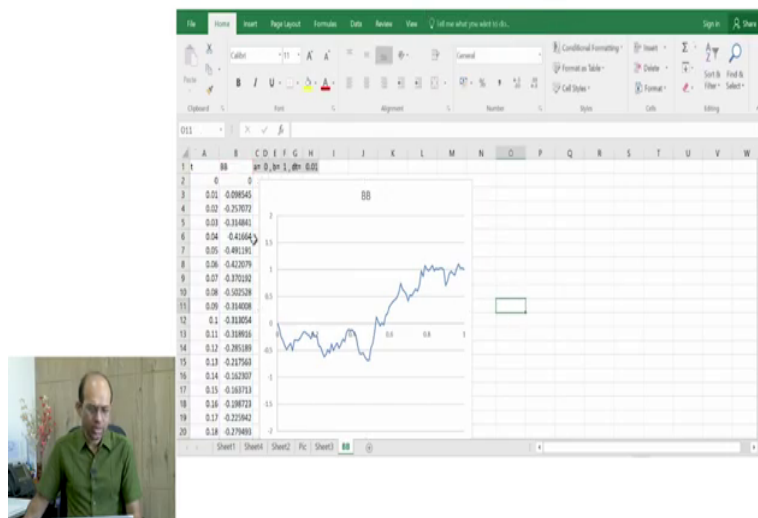 File Home Insert Page Layout Formulas Data Review View Tell me what you want to do... Sign in Share
Calibri 11 A A General Conditional Formatting Insert Σ
Paste B I U A % Format as Table Delete Sort & Find &
Cell Styles Format Filter Select
Clipboard Font Alignment Number Styles Cells Editing
O11 fx
A B C D E F G H I J K L M N O P Q R S T U V W
1 t BB a= 0 , b= 1 , dt= 0.01
2 0 0
3 0.01 -0.098545
4 0.02 -0.257072
5 0.03 -0.314841
6 0.04 -0.41664
7 0.05 -0.491191
8 0.06 -0.422079
9 0.07 -0.370192
10 0.08 -0.502528
11 0.09 -0.314008
12 0.1 -0.313054
13 0.11 -0.318916
14 0.12 -0.285189
15 0.13 -0.217563
16 0.14 -0.162307
17 0.15 -0.163713
18 0.16 -0.198723
19 0.17 -0.225942
20 0.18 -0.279493
BB
2
1.5
1
0.5
0
0 0.2 0.4 0.6 0.8 1
-0.5
-1
-2
Sheet1 Sheet4 Sheet2 Pic Sheet3 BB